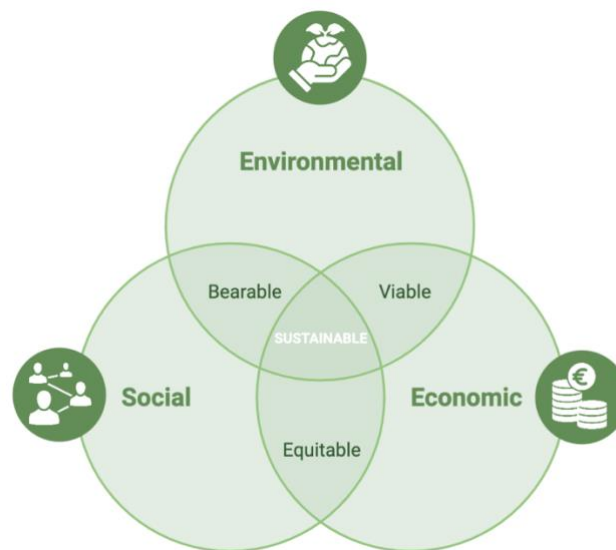 Environmental
Bearable
Viable
SUSTAINABLE
Social
Economic
€
Equitable